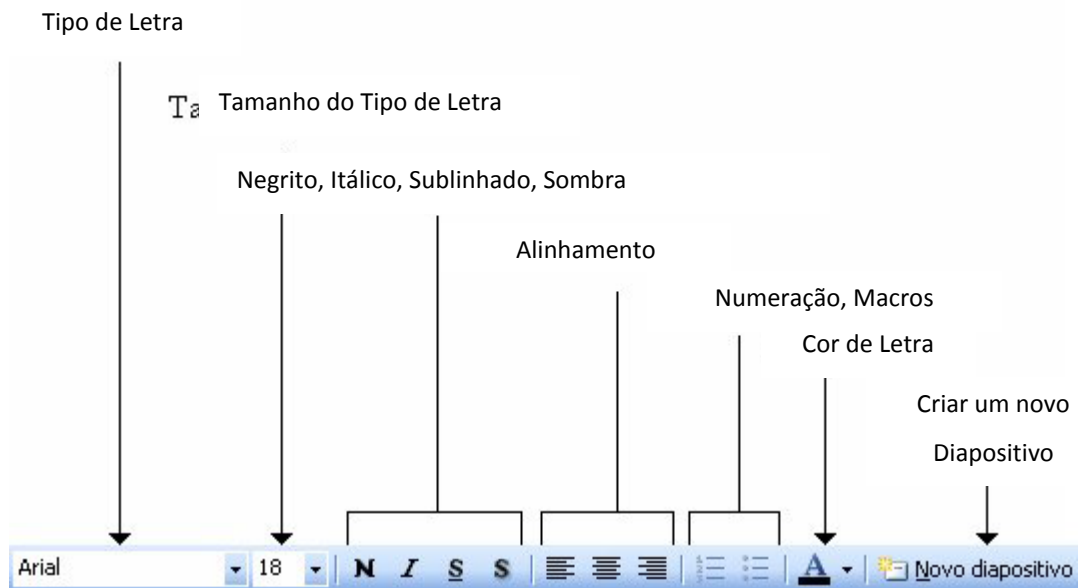 Tipo de Letra
Ta
Tamanho do Tipo de Letra
Negrito, Itálico, Sublinhado, Sombra
Alinhamento
Numeração, Macros
Cor de Letra
Criar um novo
Diapositivo
Arial 18 N I S S A Novo diapositivo